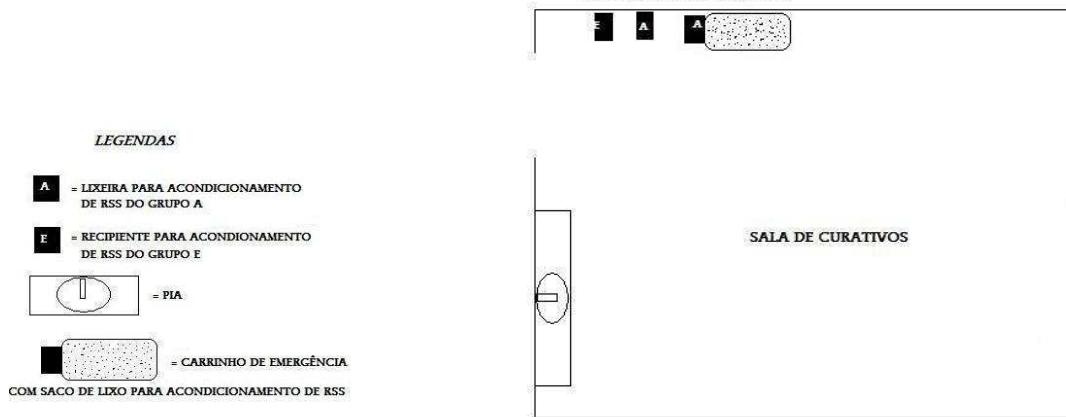 E A A
LEGENDAS
A = LIXEIRA PARA ACONDICIONAMENTO
DE RSS DO GRUPO A
E = RECIPIENTE PARA ACONDIONAMENTO
DE RSS DO GRUPO E
= PIA
= CARRINHO DE EMERGÊNCIA
COM SACO DE LIXO PARA ACONDICIONAMENTO DE RSS
SALA DE CURATIVOS